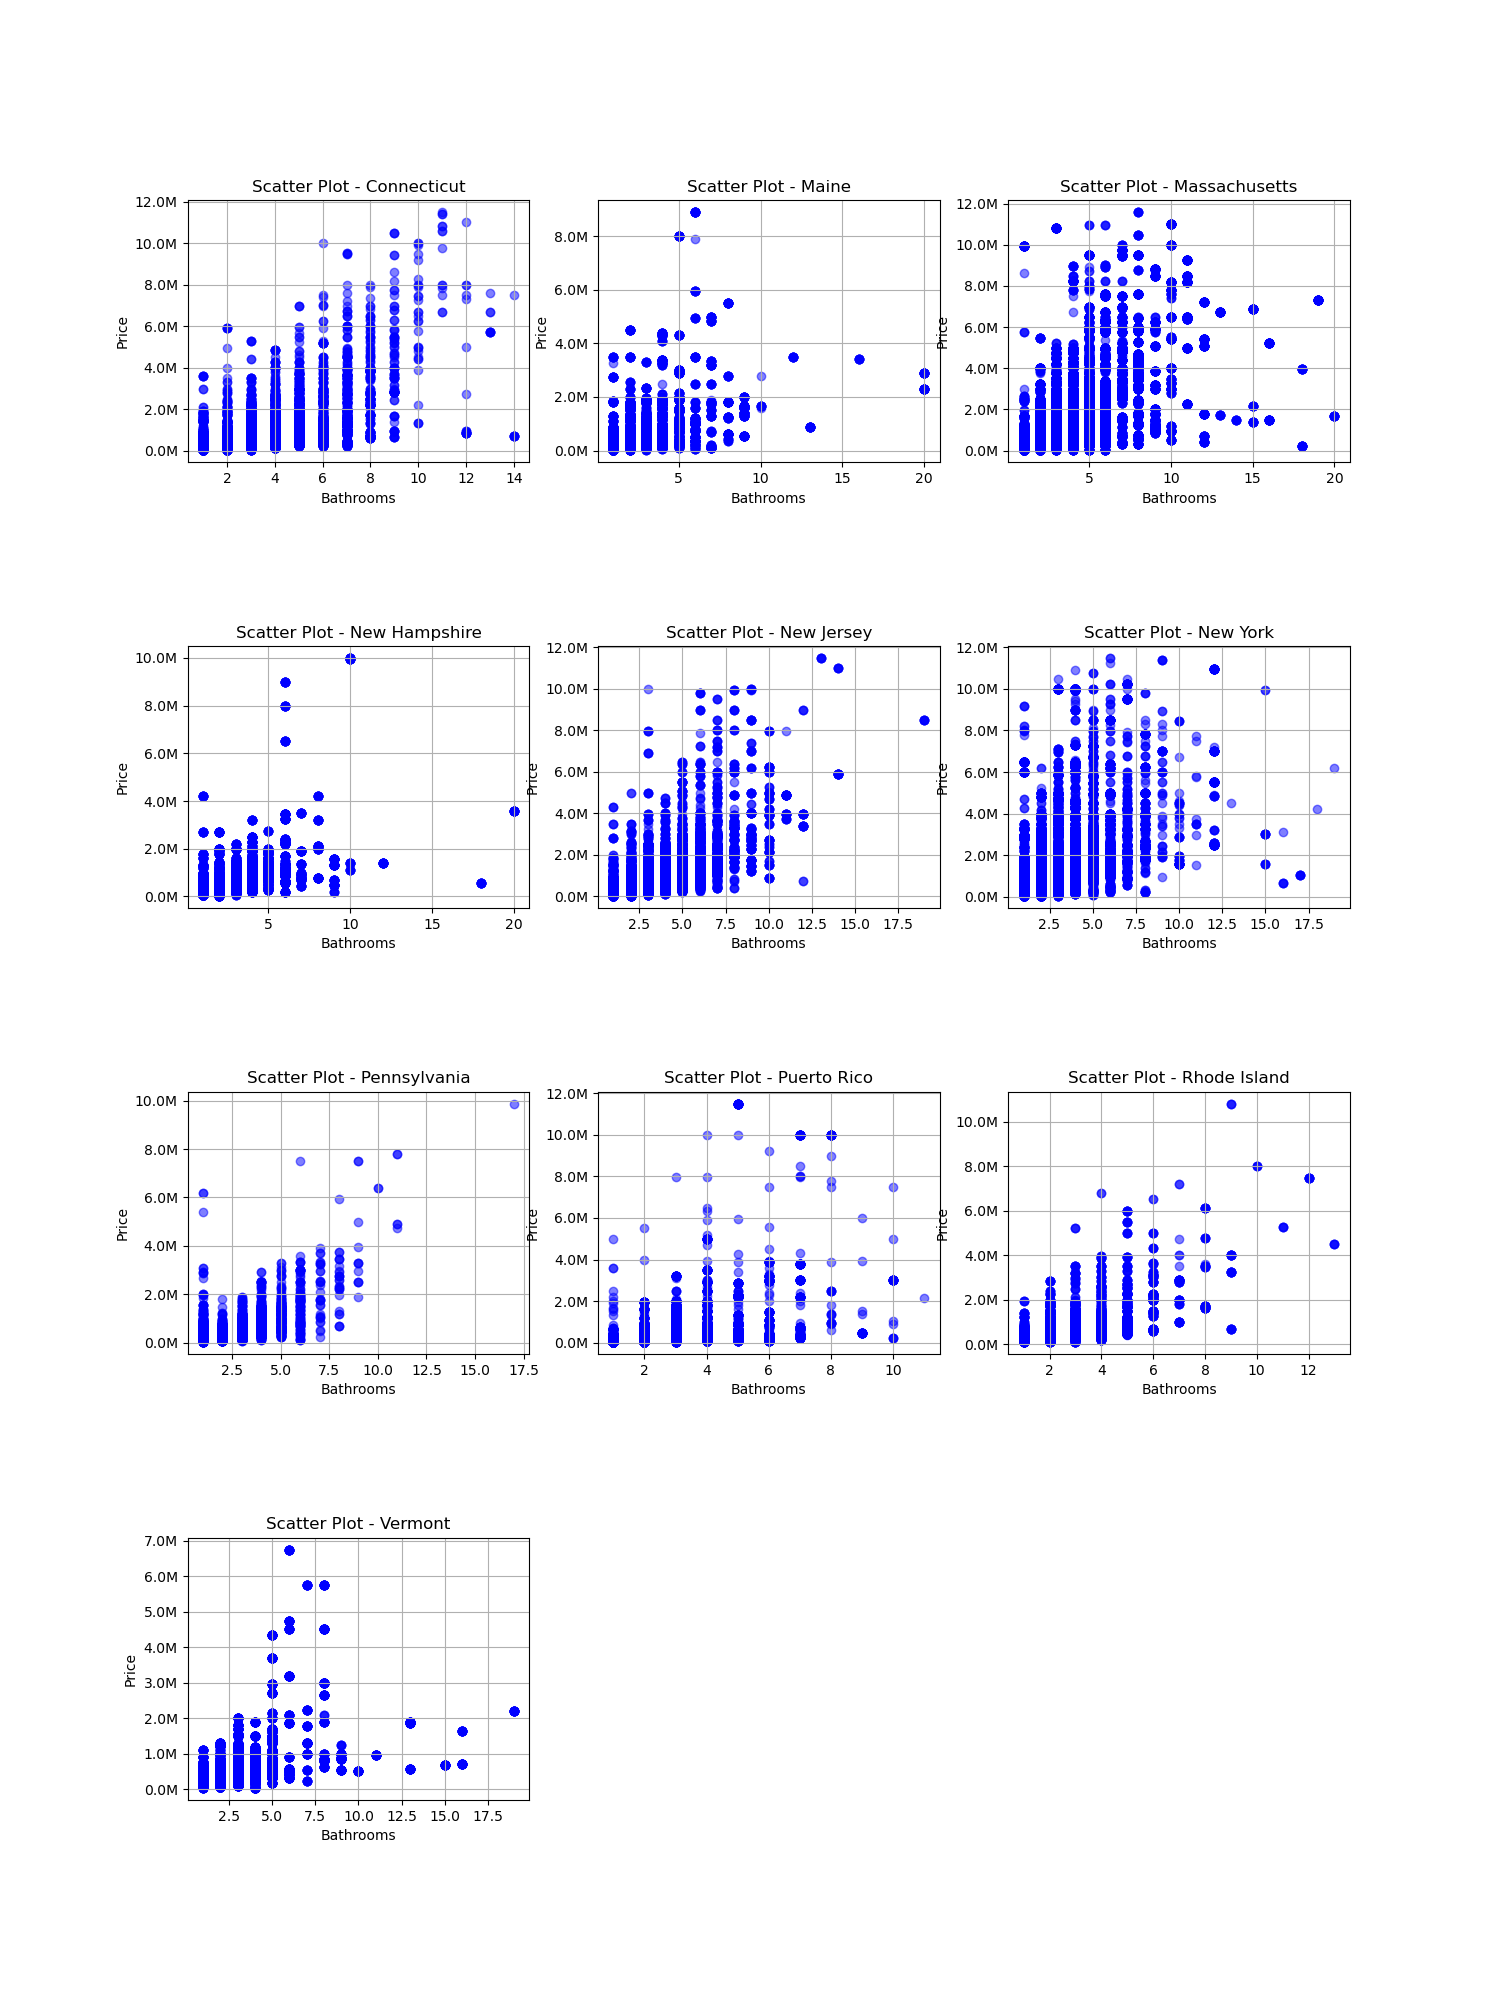 Scatter Plot - Connecticut
12.0M
10.0M
8.0M
6.0M
4.0M
2.0M
0.0M
Price
2 4 6 8 10 12 14
Bathrooms
Scatter Plot - Maine
8.0M
6.0M
4.0M
2.0M
0.0M
Price
5 10 15 20
Bathrooms
Scatter Plot - Massachusetts
12.0M
10.0M
8.0M
6.0M
4.0M
2.0M
0.0M
Price
5 10 15 20
Bathrooms
Scatter Plot - New Hampshire
10.0M
8.0M
6.0M
4.0M
2.0M
0.0M
Price
5 10 15 20
Bathrooms
Scatter Plot - New Jersey
12.0M
10.0M
8.0M
6.0M
4.0M
2.0M
0.0M
Price
2.5 5.0 7.5 10.0 12.5 15.0 17.5
Bathrooms
Scatter Plot - New York
12.0M
10.0M
8.0M
6.0M
4.0M
2.0M
0.0M
Price
2.5 5.0 7.5 10.0 12.5 15.0 17.5
Bathrooms
Scatter Plot - Pennsylvania
10.0M
8.0M
6.0M
4.0M
2.0M
0.0M
Price
2.5 5.0 7.5 10.0 12.5 15.0 17.5
Bathrooms
Scatter Plot - Puerto Rico
12.0M
10.0M
8.0M
6.0M
4.0M
2.0M
0.0M
Price
2 4 6 8 10
Bathrooms
Scatter Plot - Rhode Island
10.0M
8.0M
6.0M
4.0M
2.0M
0.0M
Price
2 4 6 8 10 12
Bathrooms
Scatter Plot - Vermont
7.0M
6.0M
5.0M
4.0M
3.0M
2.0M
1.0M
0.0M
Price
2.5 5.0 7.5 10.0 12.5 15.0 17.5
Bathrooms